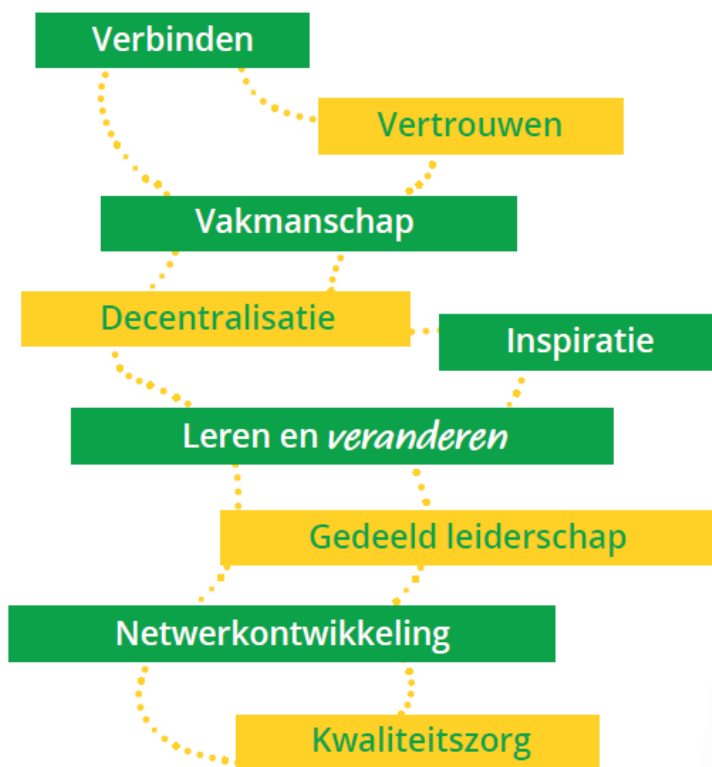 Verbinden
Vertrouwen
Vakmanschap
Decentralisatie
Inspiratie
Leren en veranderen
Gedeeld leiderschap
Netwerkontwikkeling
Kwaliteitszorg